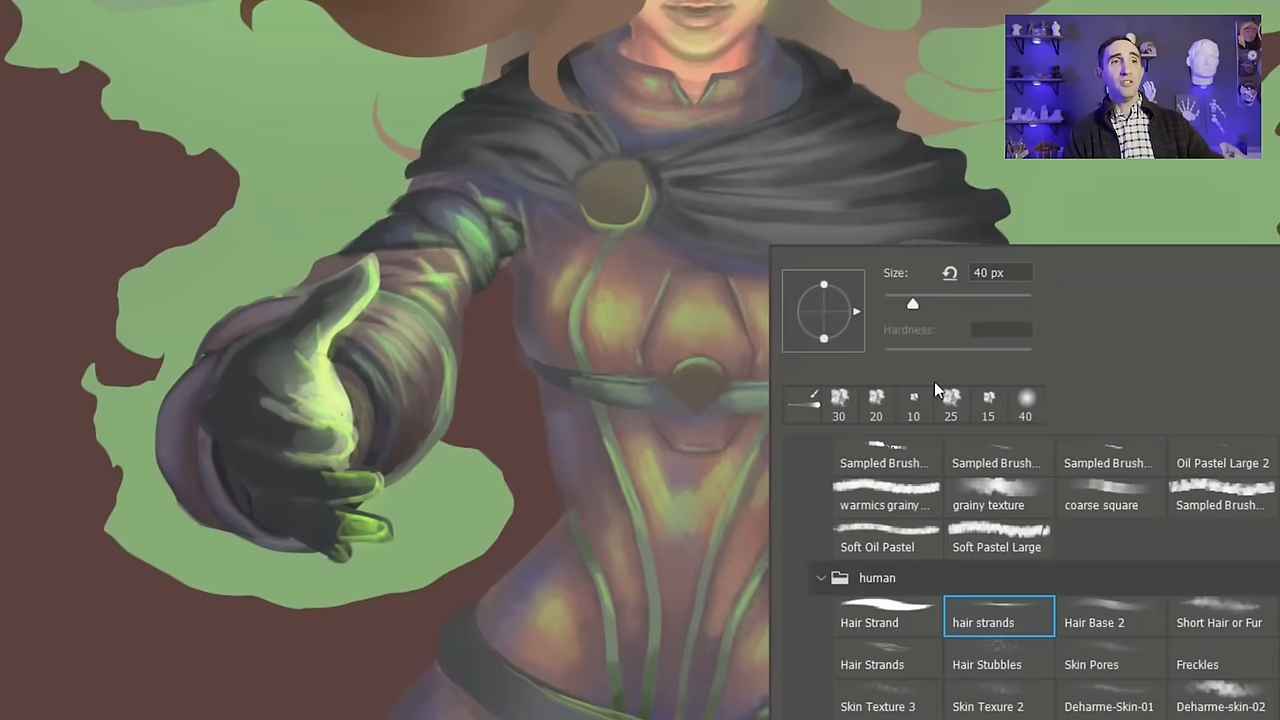 Size: 40 px
Hardness:
30 20 10 25 15 40
Sampled Brush... Sampled Brush... Sampled Brush... Oil Pastel Large 2
warmics grainy ... grainy texture coarse square Sampled Brush...
Soft Oil Pastel Soft Pastel Large
human
Hair Strand hair strands Hair Base 2 Short Hair or Fur
Hair Strands Hair Stubbles Skin Pores Freckles
Skin Texture 3 Skin Texure 2 Deharme-Skin-01 Deharme-skin-02